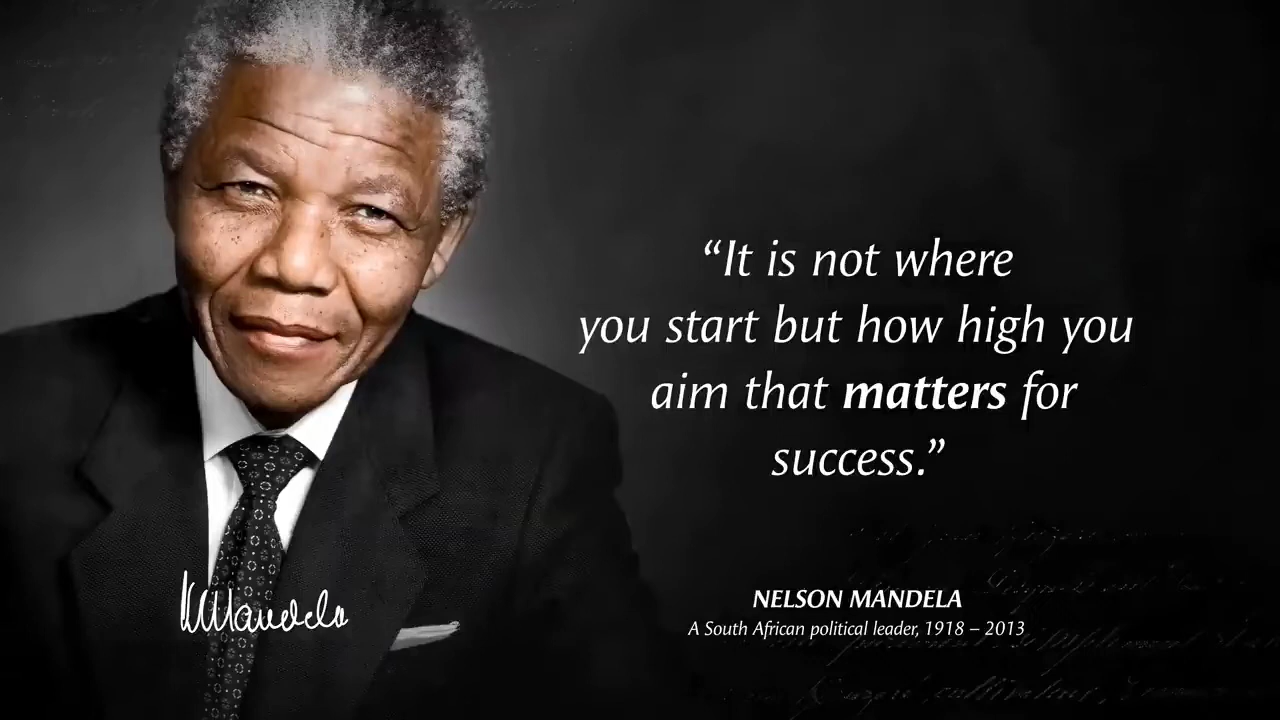 “It is not where
you start but how high you
aim that matters for
success.”
NELSON MANDELA
A South African political leader, 1918 – 2013
Mandela